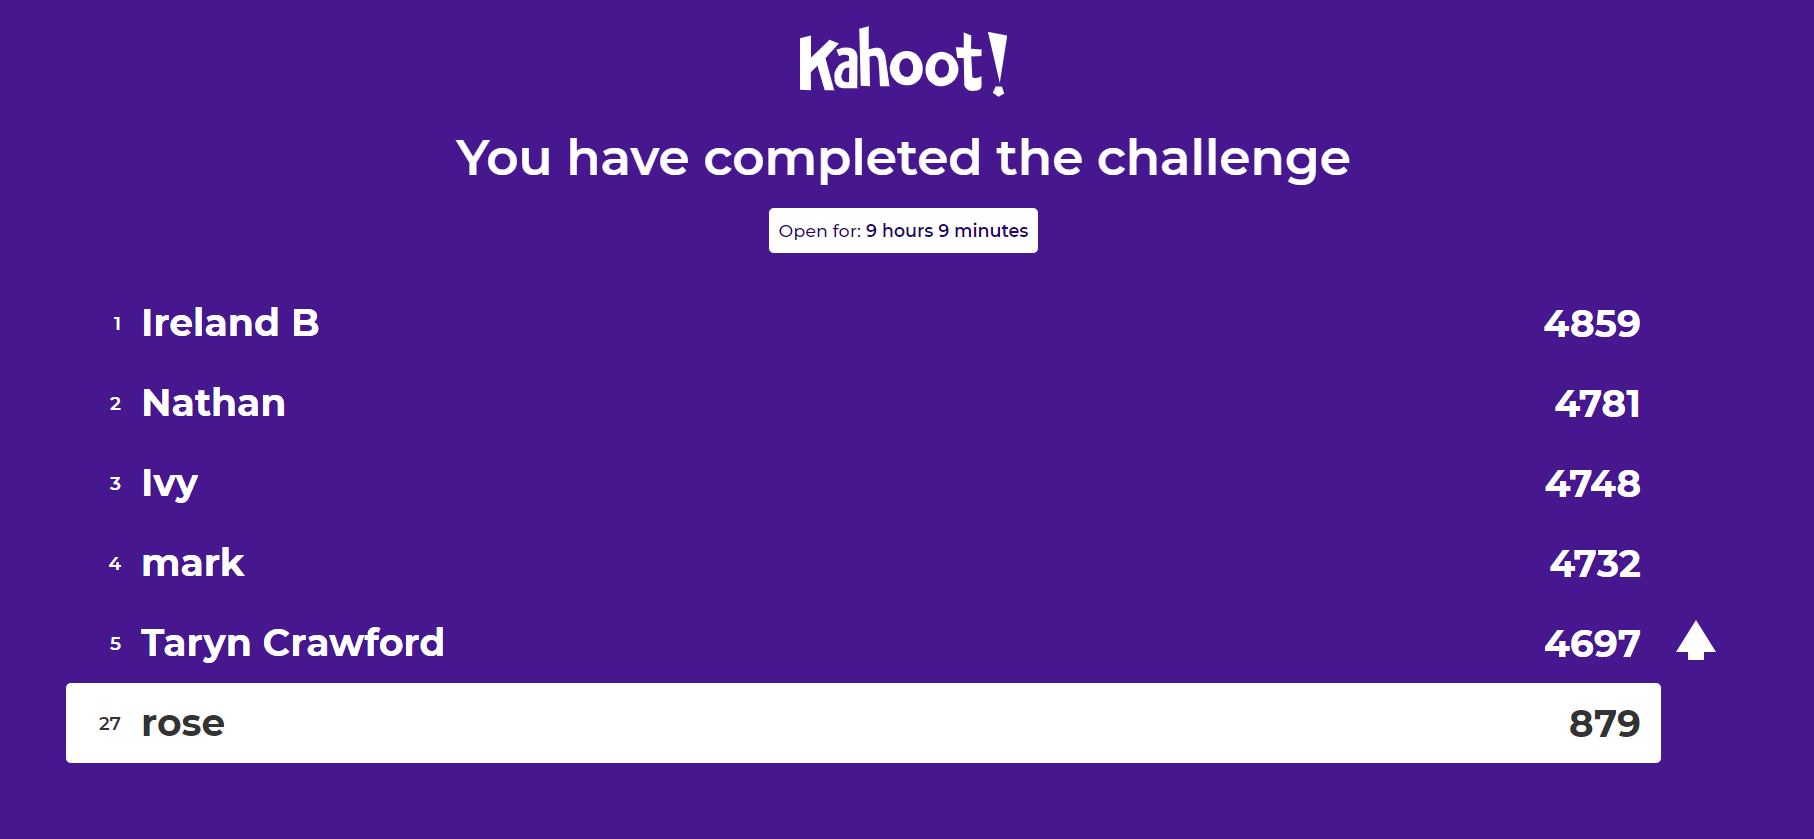 Kahoot!
You have completed the challenge
Open for: 9 hours 9 minutes
1 Ireland B 4859
2 Nathan 4781
3 Ivy 4748
4 mark 4732
5 Taryn Crawford 4697
27 rose 879